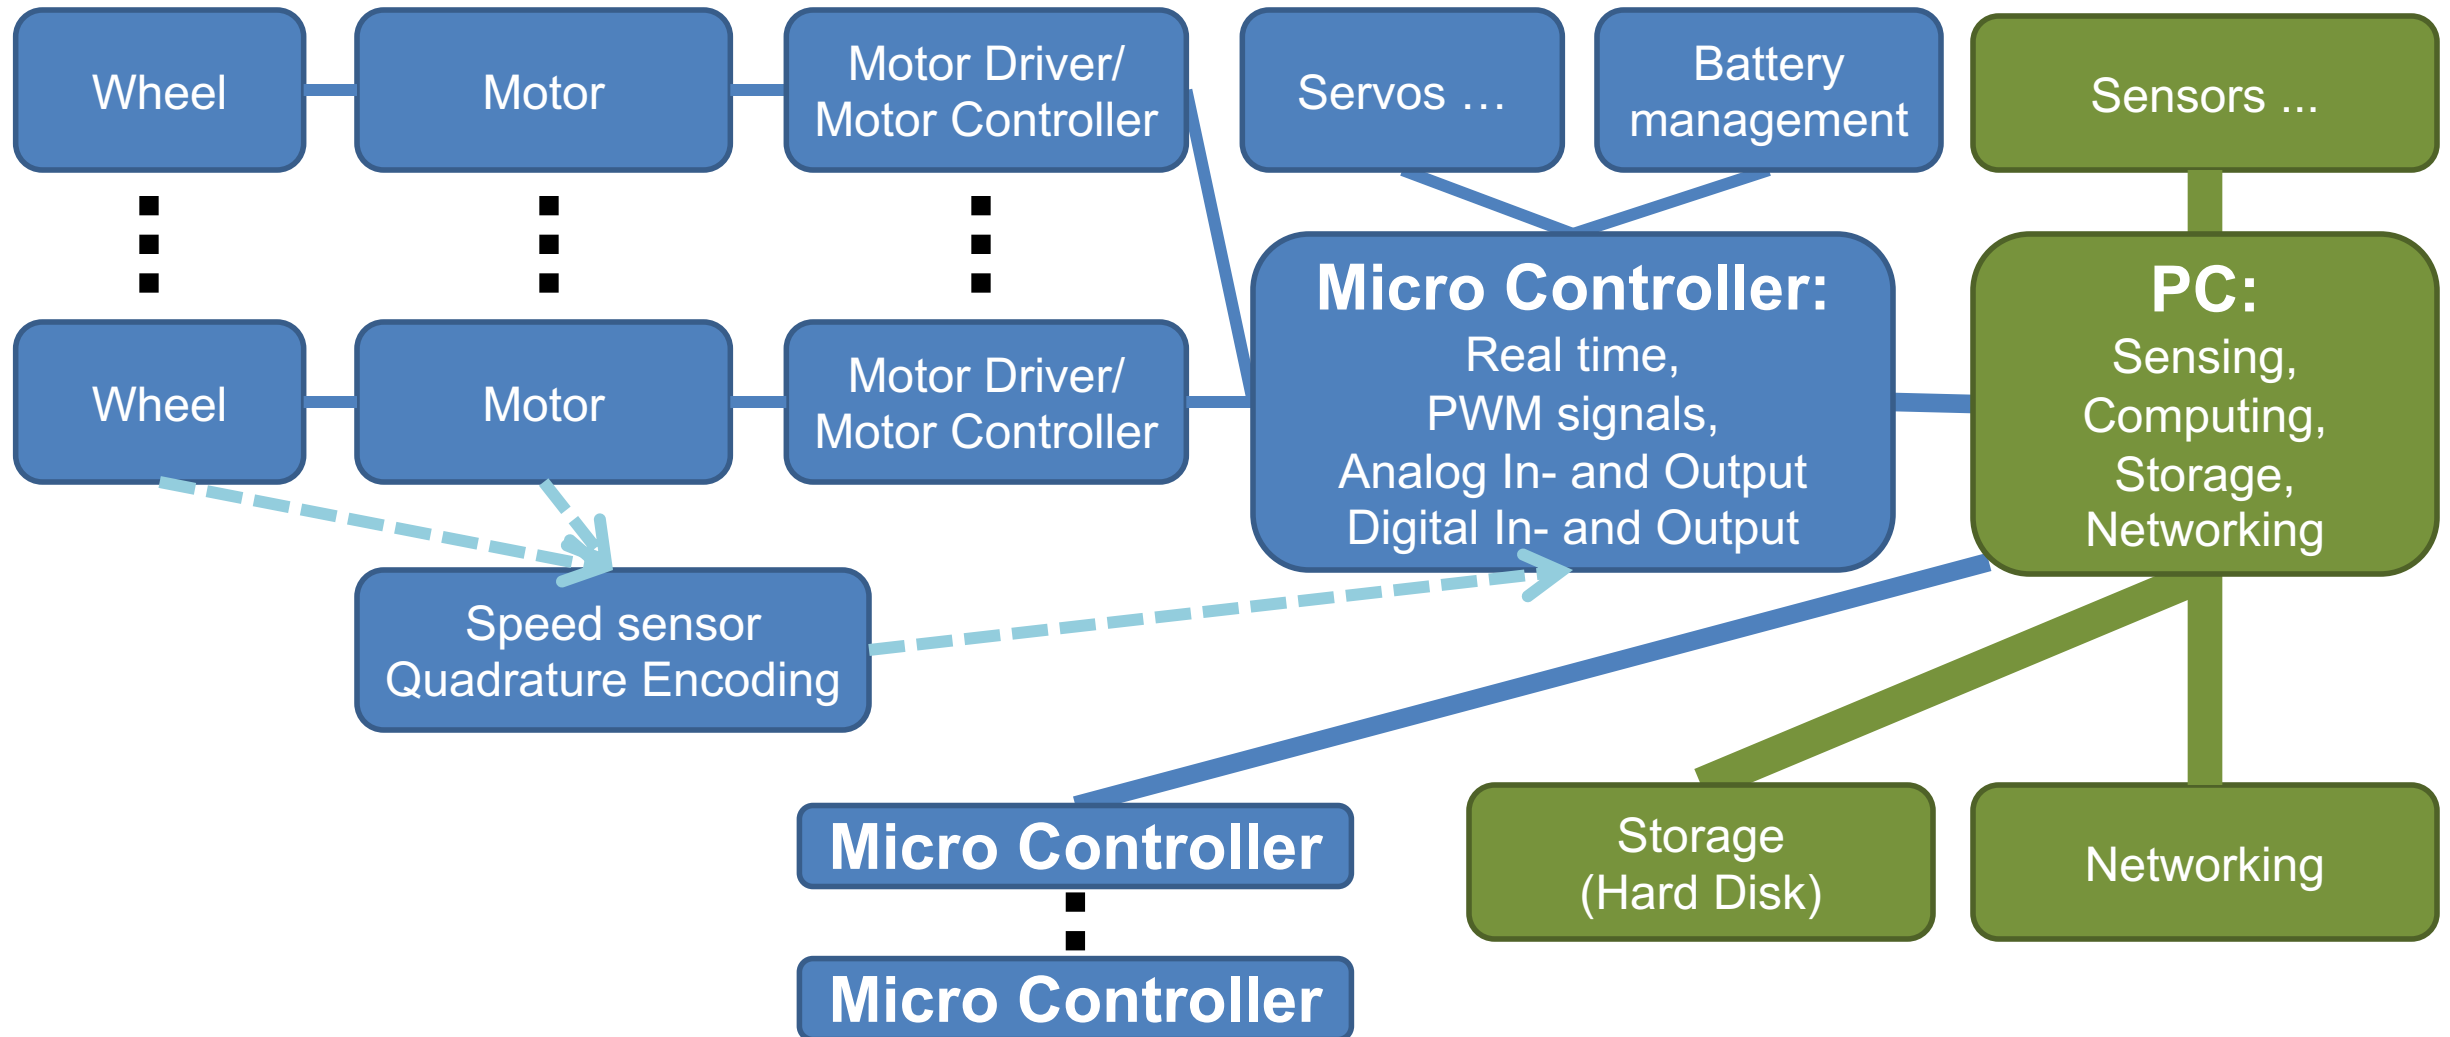 Wheel
Motor
Motor Driver/
Motor Controller
Servos …
Battery
management
Sensors ...
Wheel
Motor
Motor Driver/
Motor Controller
Micro Controller:
Real time,
PWM signals,
Analog In- and Output
Digital In- and Output
PC:
Sensing,
Computing,
Storage,
Networking
Speed sensor
Quadrature Encoding
Micro Controller
Micro Controller
Storage
(Hard Disk)
Networking